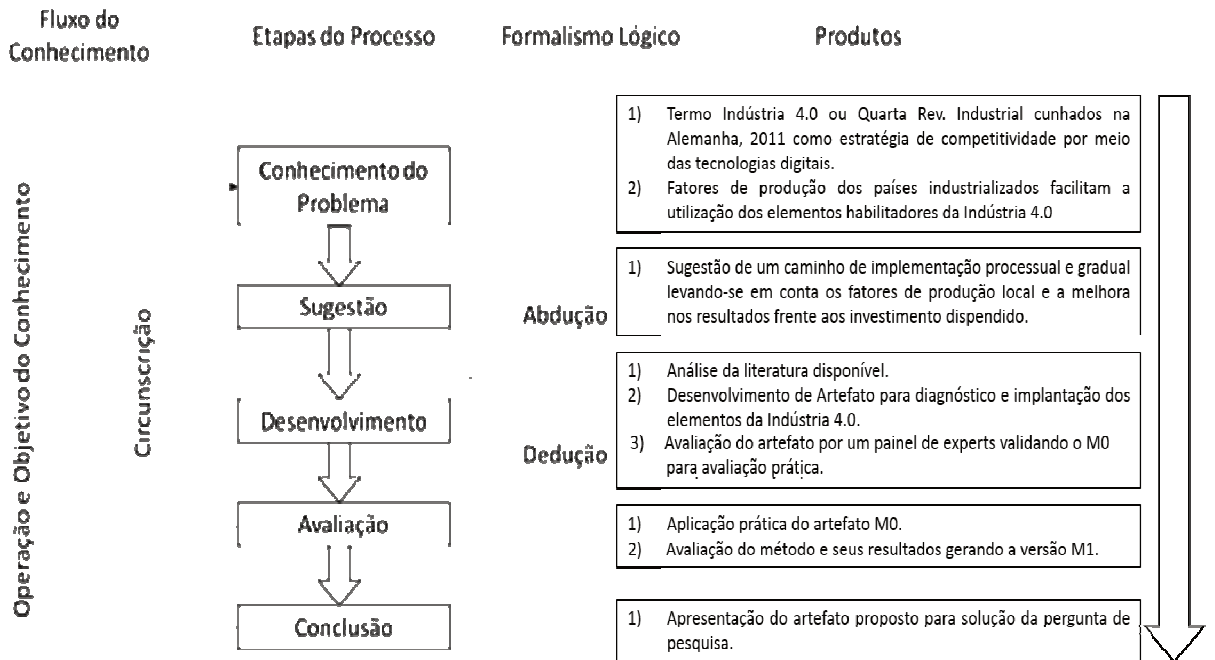 Fluxo do
Conhecimento
Etapas do Processo
Formalismo Lógico
Produtos
Operação e Objetivo do Conhecimento
Circunscrição
Conhecimento do
Problema
1) Termo Indústria 4.0 ou Quarta Rev. Industrial cunhados na
Alemanha, 2011 como estratégia de competitividade por meio
das tecnologias digitais.
2) Fatores de produção dos países industrializados facilitam a
utilização dos elementos habilitadores da Indústria 4.0
Sugestão
Abdução
1) Sugestão de um caminho de implementação processual e gradual
levando-se em conta os fatores de produção local e a melhora
nos resultados frente aos investimento dispendido.
Desenvolvimento
Dedução
1) Análise da literatura disponível.
2) Desenvolvimento de Artefato para diagnóstico e implantação dos
elementos da Indústria 4.0.
3) Avaliação do artefato por um painel de experts validando o M0
para avaliação prática.
Avaliação
1) Aplicação prática do artefato M0.
2) Avaliação do método e seus resultados gerando a versão M1.
Conclusão
1) Apresentação do artefato proposto para solução da pergunta de
pesquisa.